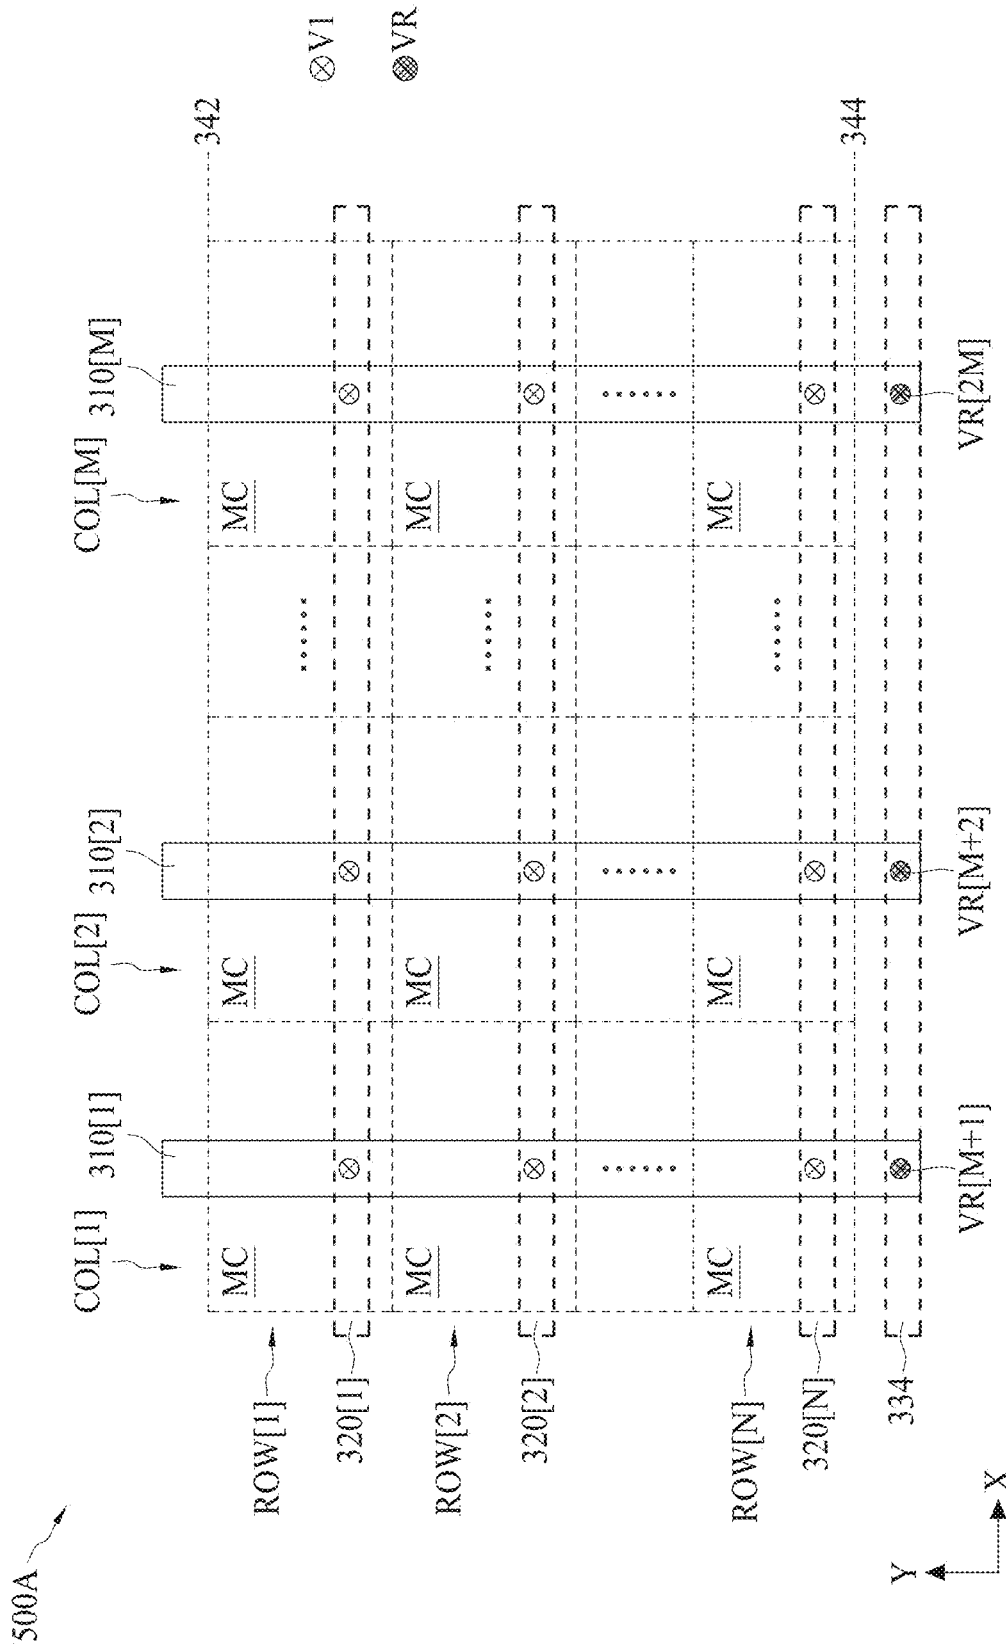 500A
COL[1]
310[1]
COL[2]
310[2]
COL[M]
310[M]
342
V1
VR
ROW[1]
MC
MC
MC
320[1]
ROW[2]
MC
MC
MC
320[2]
ROW[N]
MC
MC
MC
320[N]
344
334
VR[M+1]
VR[M+2]
VR[2M]
Y
X